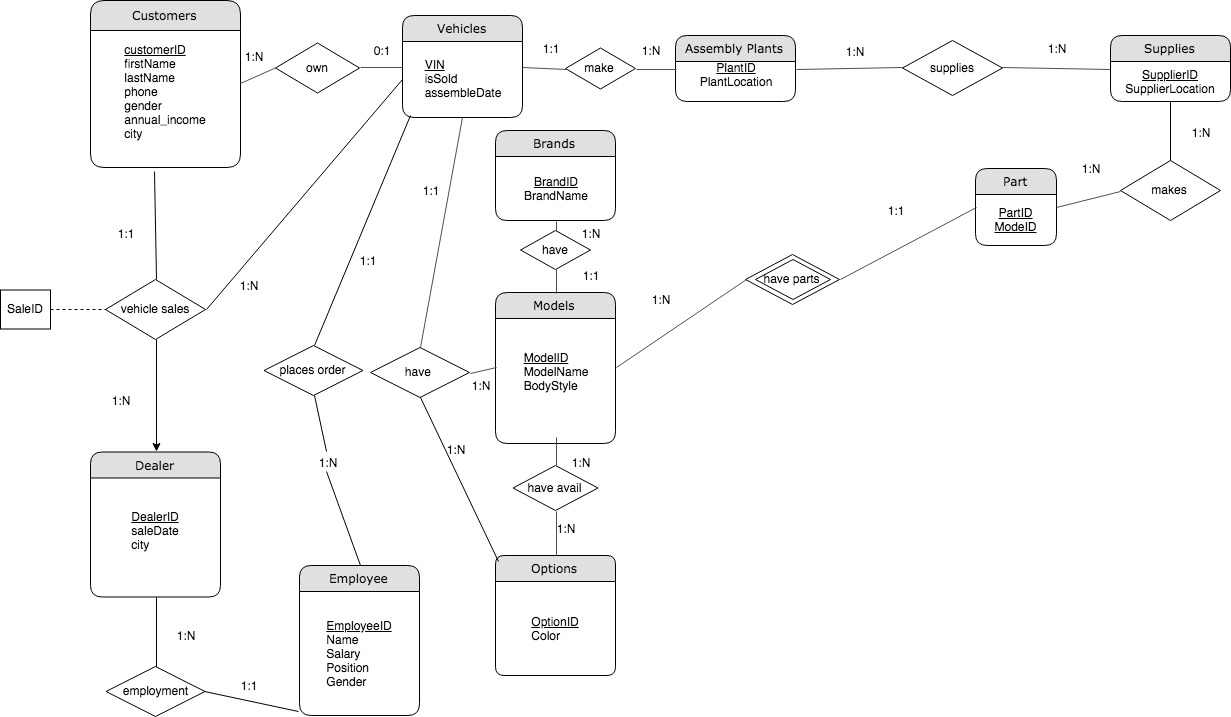 Customers
customerID
firstName
lastName
phone
gender
annual_income
city
1:N
own
0:1
Vehicles
VIN
isSold
assembleDate
1:1
make
1:N
Assembly Plants
PlantID
PlantLocation
1:N
supplies
1:N
Supplies
SupplierID
SupplierLocation
1:N
makes
1:N
Part
PartID
ModeID
1:1
have parts
1:N
Brands
BrandID
BrandName
1:N
have
1:1
Models
ModelID
ModelName
BodyStyle
1:1
1:1
1:N
SaleID
vehicle sales
1:1
places order
have
1:N
1:N
1:N
1:N
have avail
1:N
1:N
Dealer
DealerID
saleDate
city
Employee
EmployeeID
Name
Salary
Position
Gender
Options
OptionID
Color
1:N
employment
1:1